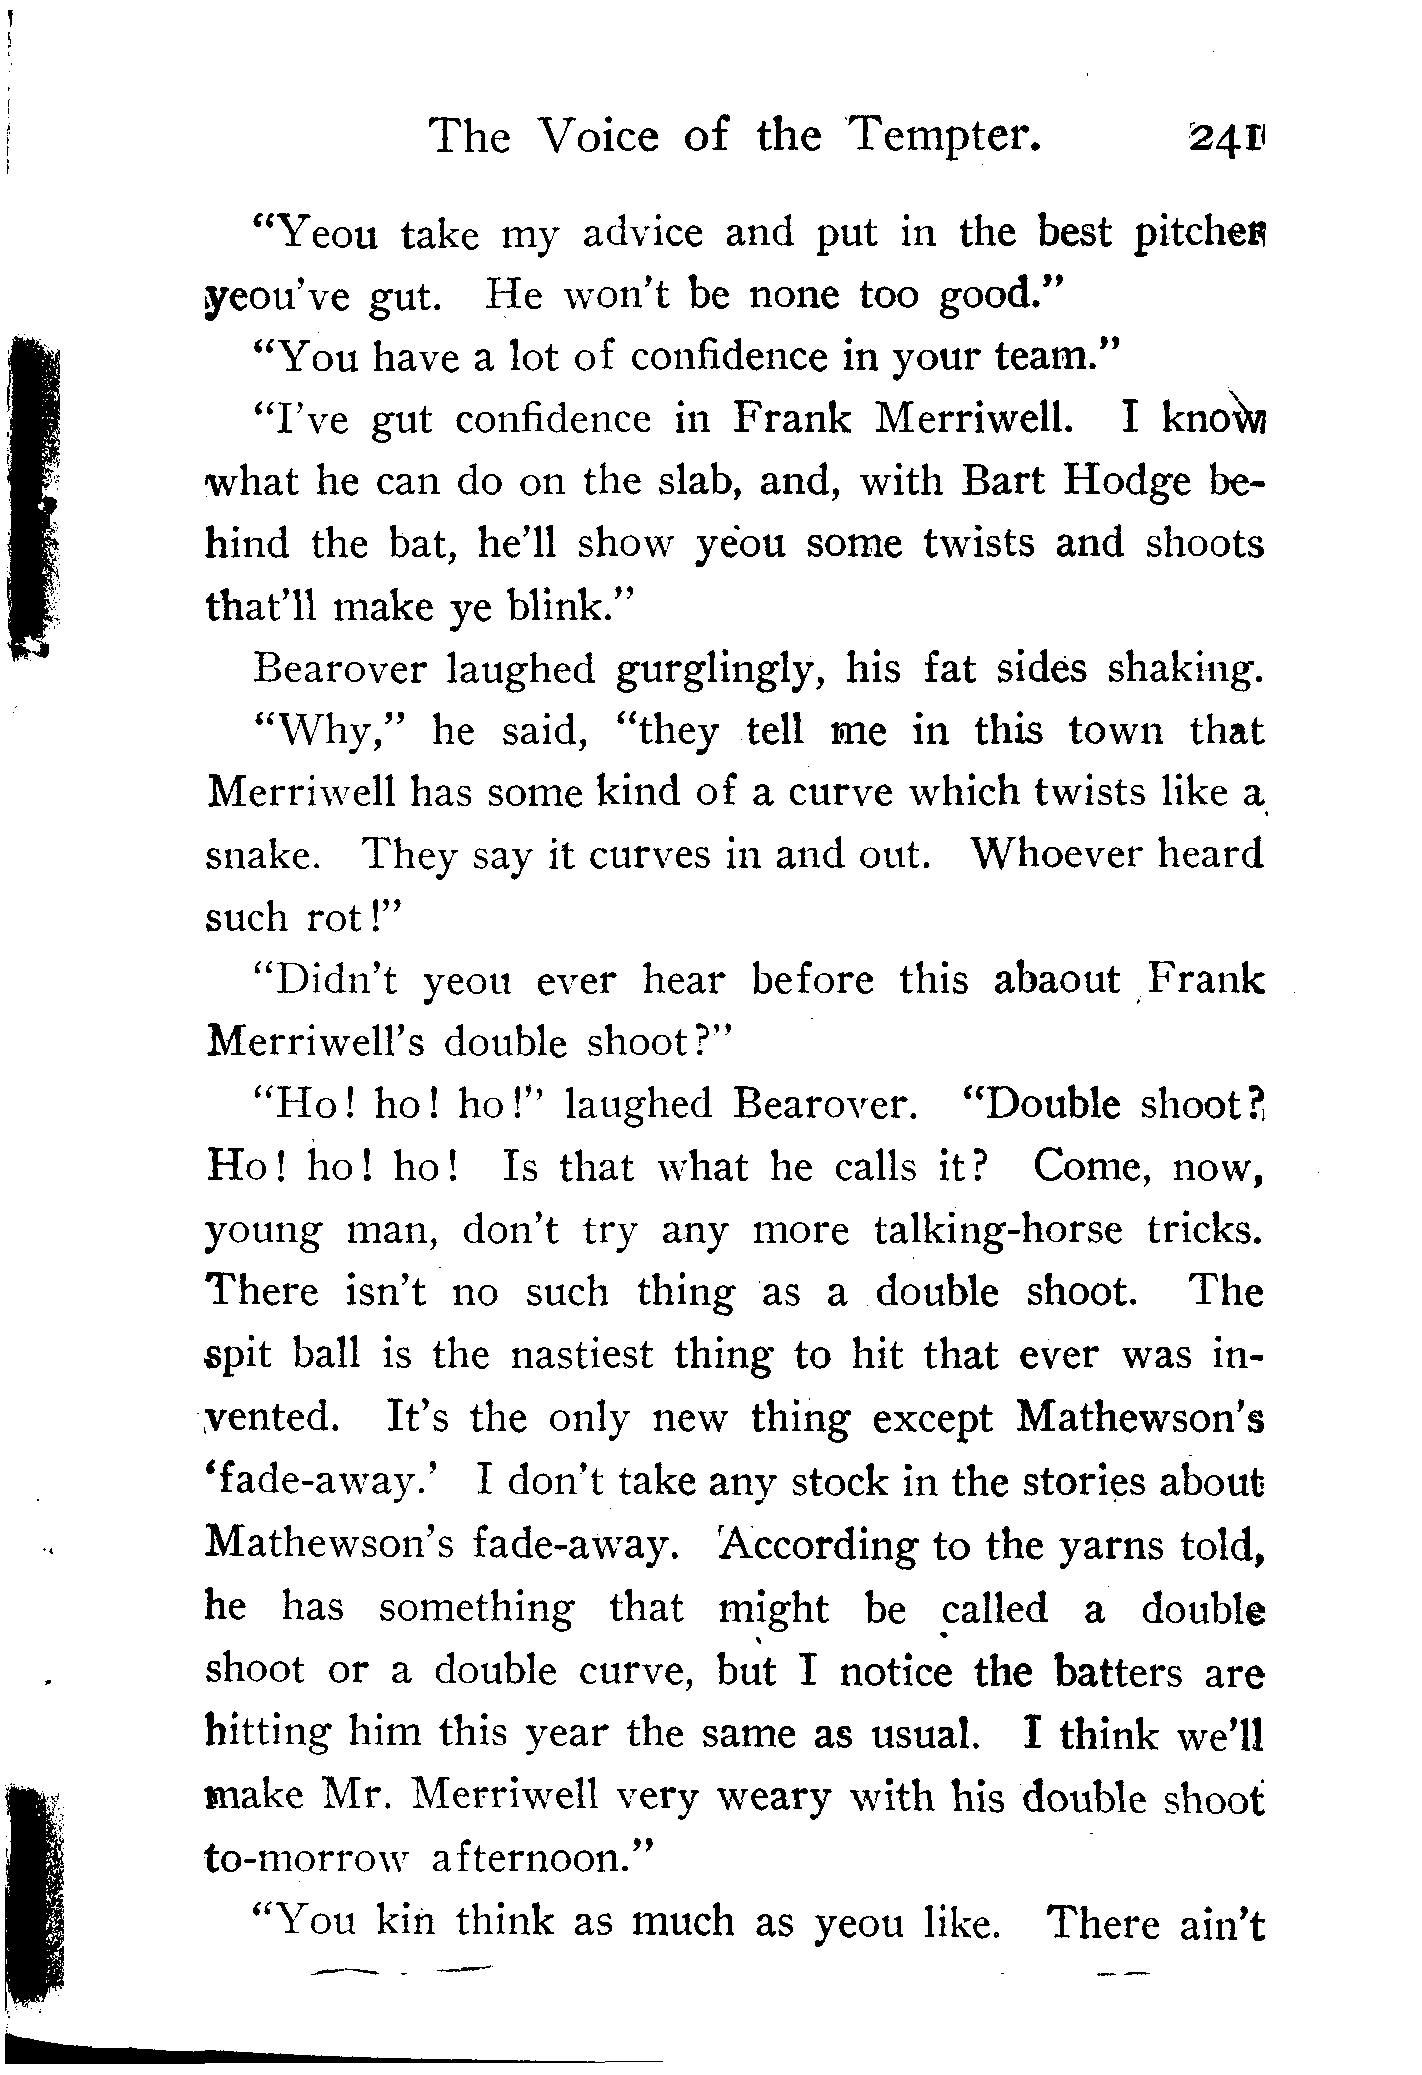 The Voice of the Tempter. 241
“Yeou take my advice and put in the best pitcher
yeou’ve gut. He won’t be none too good.”
“You have a lot of confidence in your team.”
“I’ve gut confidence in Frank Merriwell. I know
what he can do on the slab, and, with Bart Hodge be-
hind the bat, he’ll show yeou some twists and shoots
that’ll make ye blink.”
Bearover laughed gurglingly, his fat sides shaking.
“Why,” he said, “they tell me in this town that
Merriwell has some kind of a curve which twists like a
snake. They say it curves in and out. Whoever heard
such rot!”
“Didn’t yeou ever hear before this abaout Frank
Merriwell’s double shoot?”
“Ho! ho! ho!” laughed Bearover. “Double shoot?
Ho! ho! ho! Is that what he calls it? Come, now,
young man, don’t try any more talking-horse tricks.
There isn’t no such thing as a double shoot. The
spit ball is the nastiest thing to hit that ever was in-
vented. It’s the only new thing except Mathewson’s
‘fade-away.’ I don’t take any stock in the stories about
Mathewson’s fade-away. According to the yarns told,
he has something that might be called a double
shoot or a double curve, but I notice the batters are
hitting him this year the same as usual. I think we’ll
make Mr. Merriwell very weary with his double shoot
to-morrow afternoon.”
“You kin think as much as yeou like. There ain’t